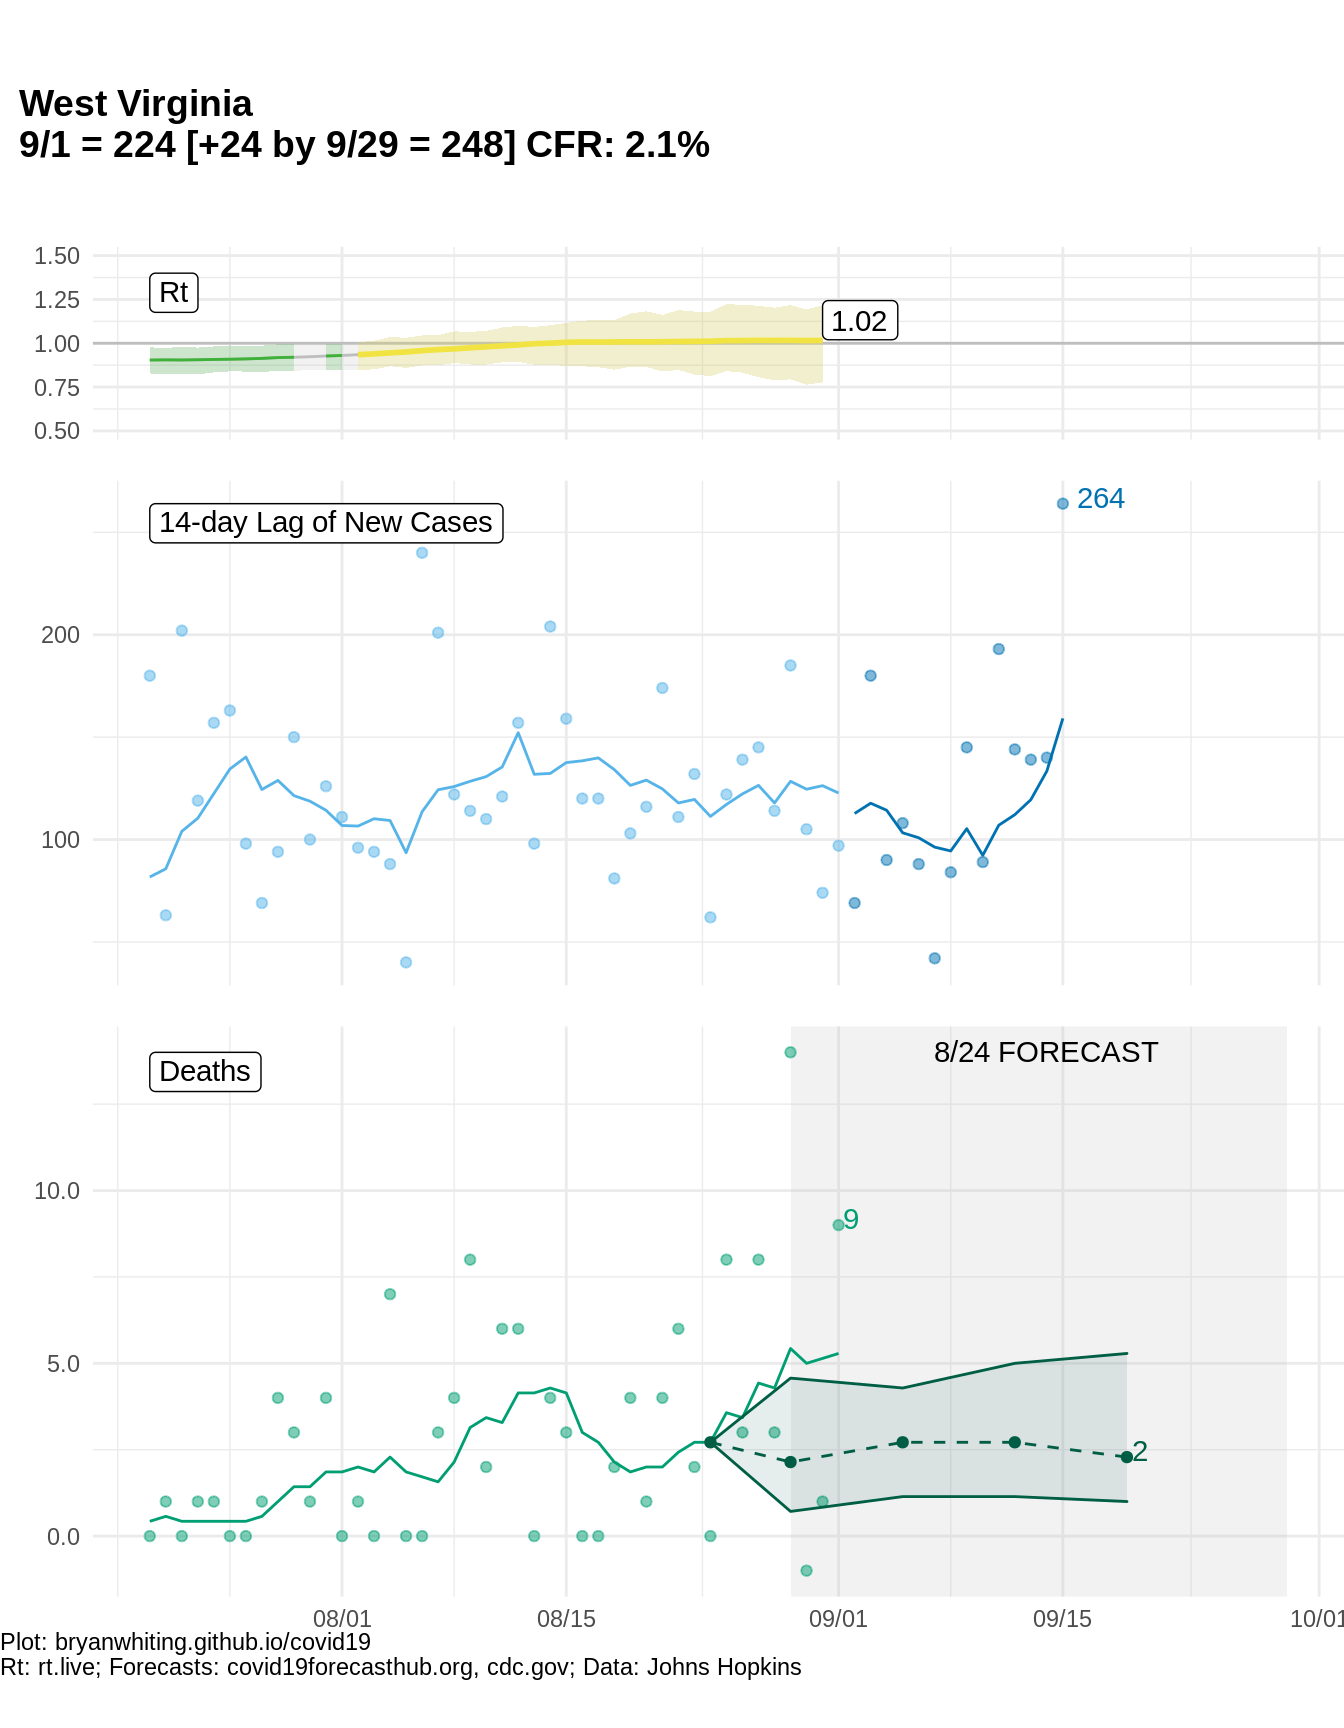 West Virginia
9/1 = 224 [+24 by 9/29 = 248] CFR: 2.1%
1.50
1.25
1.00
0.75
0.50
Rt
1.02
14-day Lag of New Cases
264
200
100
Deaths
8/24 FORECAST
10.0
9
5.0
2
0.0
08/01 08/15 09/01 09/15 10/01
Plot: bryanwhiting.github.io/covid19
Rt: rt.live; Forecasts: covid19forecasthub.org, cdc.gov; Data: Johns Hopkins